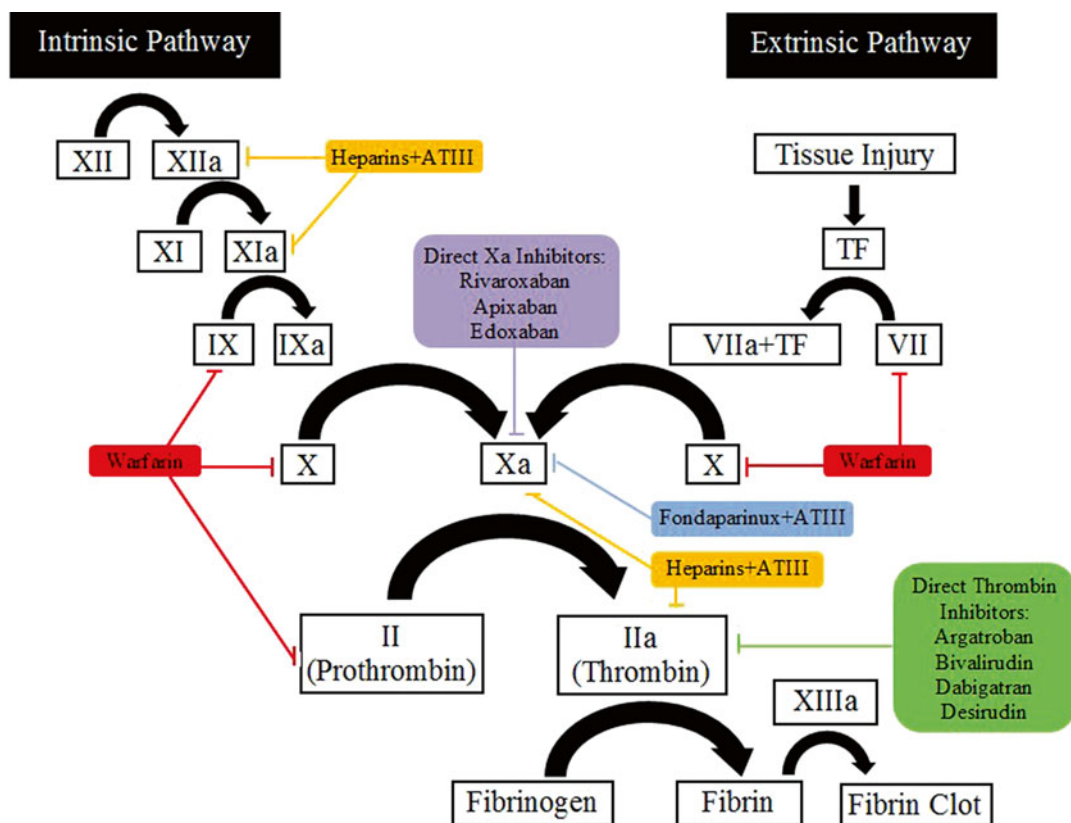 Intrinsic Pathway
Extrinsic Pathway
XII
XIIa
Heparins+ATIII
Tissue Injury
XI
XIa
TF
Direct Xa Inhibitors:
Rivaroxaban
Apixaban
Edoxaban
IX
IXa
VIIa+TF
VII
Warfarin
X
Xa
X
Warfarin
Fondaparinux+ATIII
Heparins+ATIII
II
(Prothrombin)
IIa
(Thrombin)
Direct Thrombin
Inhibitors:
Argatroban
Bivalirudin
Dabigatran
Desirudin
XIIIa
Fibrinogen
Fibrin
Fibrin Clot